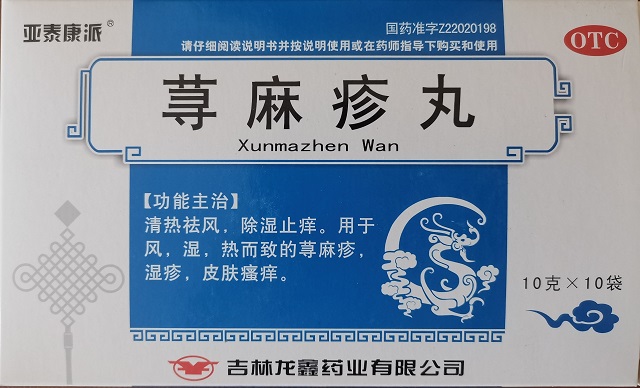 亚泰康派®
国药准字Z22020198
请仔细阅读说明书并按说明使用或在药师指导下购买和使用
OTC
荨麻疹丸
Xunmazhen Wan
【功能主治】
清热祛风，除湿止痒。用于
风，湿，热而致的荨麻疹，
湿疹，皮肤瘙痒。
10克×10袋
吉林龙鑫药业有限公司